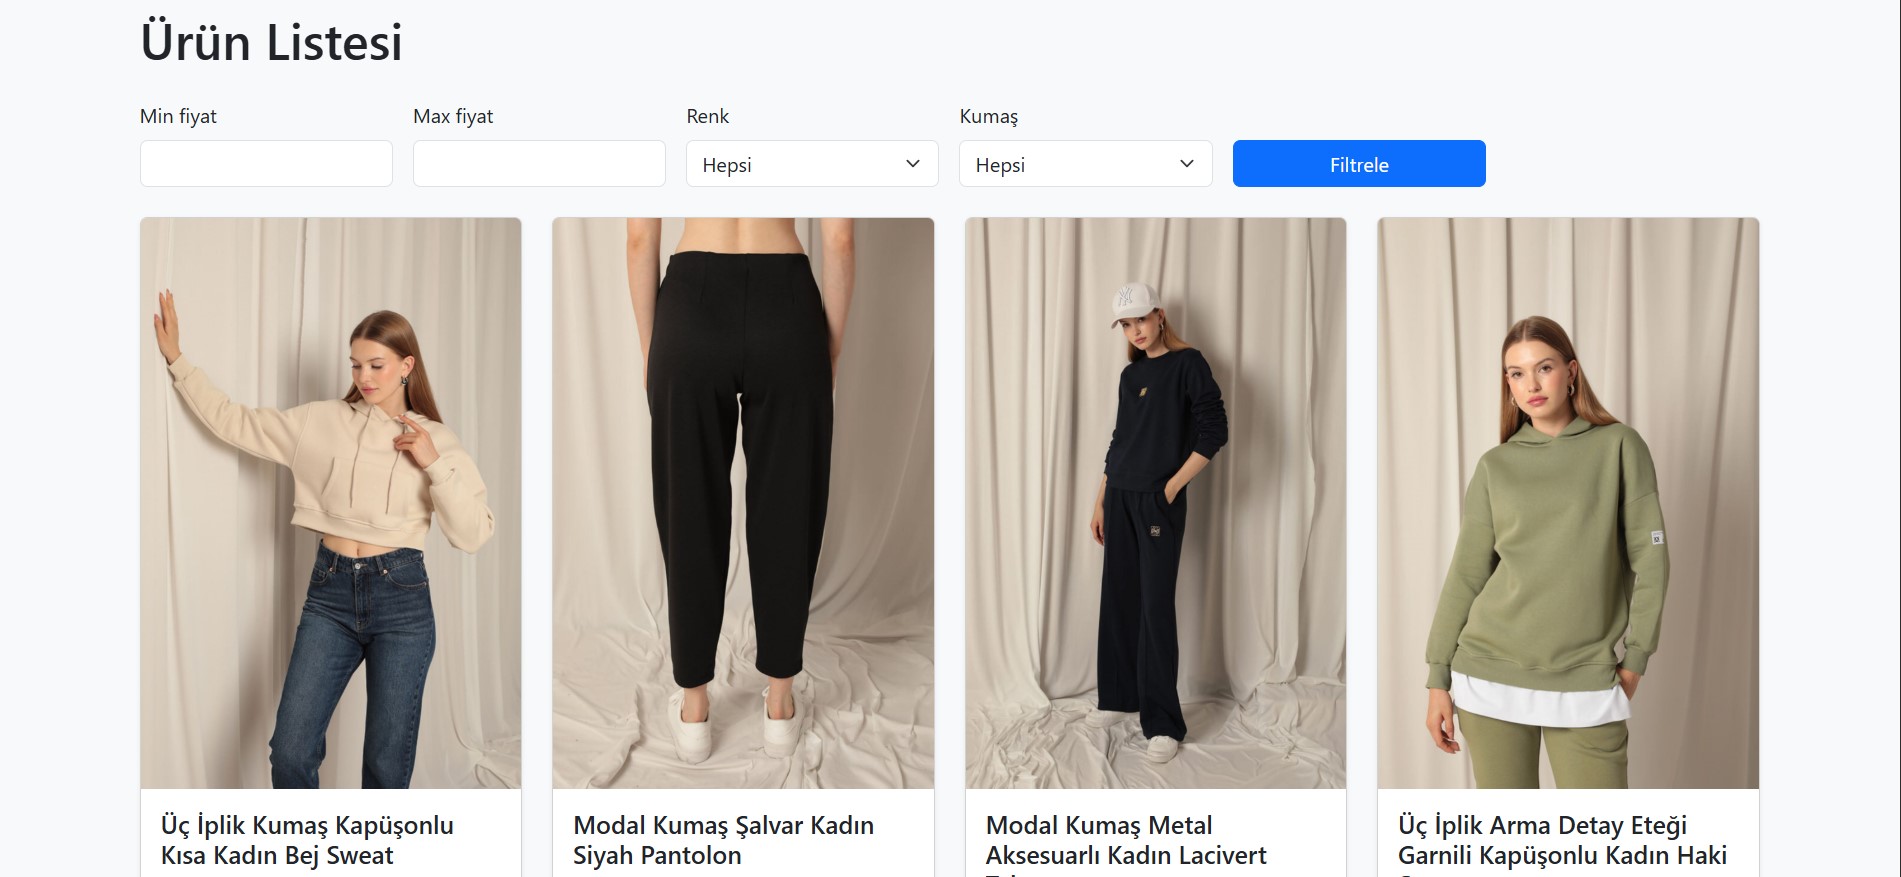 Ürün Listesi
Min fiyat
Max fiyat
Renk
Kumaş
Hepsi
Hepsi
Filtrele
Üç İplik Kumaş Kapüşonlu
Kısa Kadın Bej Sweat
Modal Kumaş Şalvar Kadın
Siyah Pantolon
Modal Kumaş Metal
Aksesuarlı Kadın Lacivert
Üç İplik Arma Detay Eteği
Garnili Kapüşonlu Kadın Haki